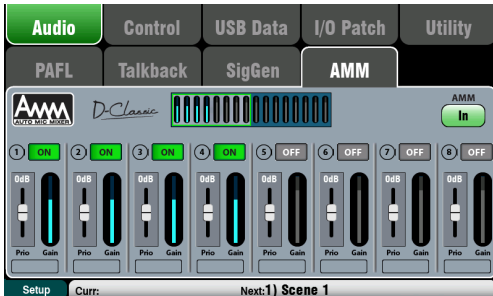 Audio Control USB Data I/O Patch Utility
PAFL Talkback SigGen AMM
AMM AUTO MIC MIXER D-Classic AMM
In
1 ON 2 ON 3 ON 4 ON 5 OFF 6 OFF 7 OFF 8 OFF
0dB 0dB 0dB 0dB 0dB 0dB 0dB 0dB
Prio Gain Prio Gain Prio Gain Prio Gain Prio Gain Prio Gain Prio Gain Prio Gain
Setup Curr: Next:1) Scene 1